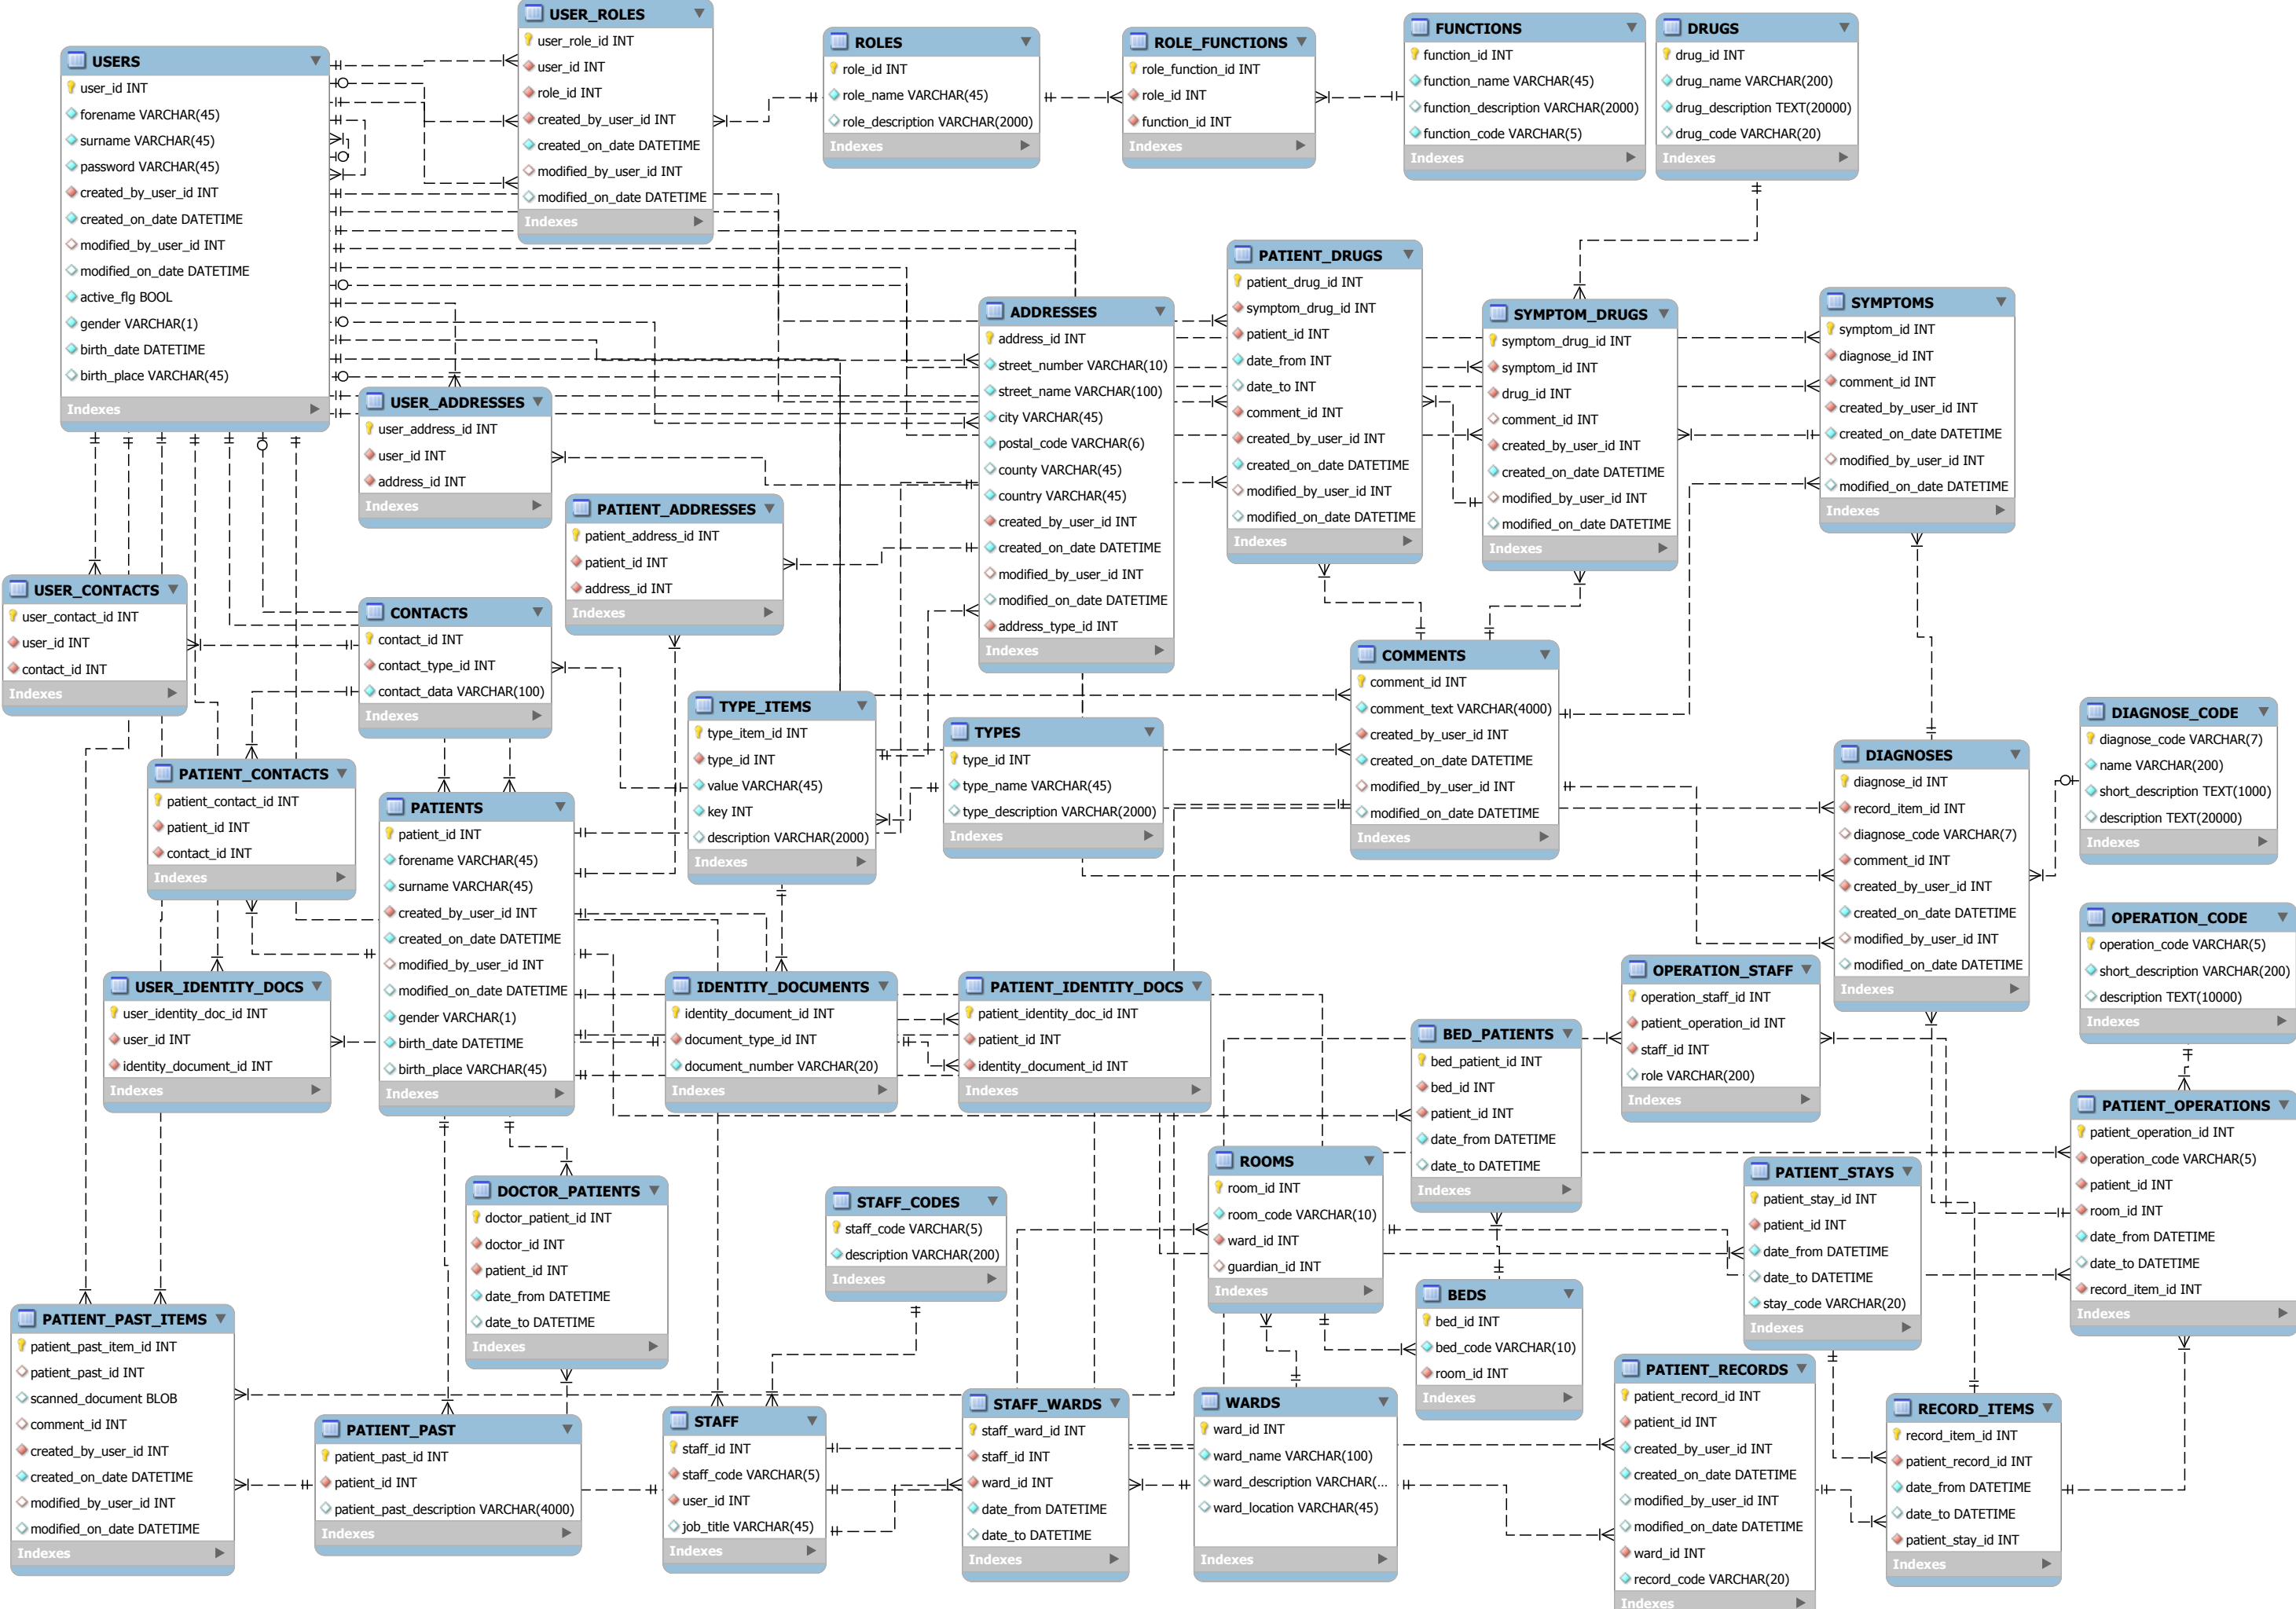 USER_ROLES
user_role_id INT
user_id INT
role_id INT
created_by_user_id INT
created_on_date DATETIME
modified_by_user_id INT
modified_on_date DATETIME
Indexes
USERS
user_id INT
forename VARCHAR(45)
surname VARCHAR(45)
password VARCHAR(45)
created_by_user_id INT
created_on_date DATETIME
modified_by_user_id INT
modified_on_date DATETIME
active_flg BOOL
gender VARCHAR(1)
birth_date DATETIME
birth_place VARCHAR(45)
Indexes
ROLES
role_id INT
role_name VARCHAR(45)
role_description VARCHAR(2000)
Indexes
ROLE_FUNCTIONS
role_function_id INT
role_id INT
function_id INT
Indexes
FUNCTIONS
function_id INT
function_name VARCHAR(45)
function_description VARCHAR(2000)
function_code VARCHAR(5)
Indexes
DRUGS
drug_id INT
drug_name VARCHAR(200)
drug_description TEXT(20000)
drug_code VARCHAR(20)
Indexes
PATIENT_DRUGS
patient_drug_id INT
symptom_drug_id INT
patient_id INT
date_from INT
date_to INT
comment_id INT
created_by_user_id INT
created_on_date DATETIME
modified_by_user_id INT
modified_on_date DATETIME
Indexes
ADDRESSES
address_id INT
street_number VARCHAR(10)
street_name VARCHAR(100)
city VARCHAR(45)
postal_code VARCHAR(6)
county VARCHAR(45)
country VARCHAR(45)
created_by_user_id INT
created_on_date DATETIME
modified_by_user_id INT
modified_on_date DATETIME
address_type_id INT
Indexes
SYMPTOM_DRUGS
symptom_drug_id INT
symptom_id INT
drug_id INT
comment_id INT
created_by_user_id INT
created_on_date DATETIME
modified_by_user_id INT
modified_on_date DATETIME
Indexes
SYMPTOMS
symptom_id INT
diagnose_id INT
comment_id INT
created_by_user_id INT
created_on_date DATETIME
modified_by_user_id INT
modified_on_date DATETIME
Indexes
USER_ADDRESSES
user_address_id INT
user_id INT
address_id INT
Indexes
PATIENT_ADDRESSES
patient_address_id INT
patient_id INT
address_id INT
Indexes
USER_CONTACTS
user_contact_id INT
user_id INT
contact_id INT
Indexes
CONTACTS
contact_id INT
contact_type_id INT
contact_data VARCHAR(100)
Indexes
COMMENTS
comment_id INT
comment_text VARCHAR(4000)
created_by_user_id INT
created_on_date DATETIME
modified_by_user_id INT
modified_on_date DATETIME
Indexes
TYPE_ITEMS
type_item_id INT
type_id INT
value VARCHAR(45)
key INT
description VARCHAR(2000)
Indexes
TYPES
type_id INT
type_name VARCHAR(45)
type_description VARCHAR(2000)
Indexes
DIAGNOSE_CODE
diagnose_code VARCHAR(7)
name VARCHAR(200)
short_description TEXT(1000)
description TEXT(20000)
Indexes
DIAGNOSES
diagnose_id INT
record_item_id INT
diagnose_code VARCHAR(7)
comment_id INT
created_by_user_id INT
created_on_date DATETIME
modified_by_user_id INT
modified_on_date DATETIME
Indexes
PATIENT_CONTACTS
patient_contact_id INT
patient_id INT
contact_id INT
Indexes
PATIENTS
patient_id INT
forename VARCHAR(45)
surname VARCHAR(45)
created_by_user_id INT
created_on_date DATETIME
modified_by_user_id INT
modified_on_date DATETIME
gender VARCHAR(1)
birth_date DATETIME
birth_place VARCHAR(45)
Indexes
OPERATION_CODE
operation_code VARCHAR(5)
short_description VARCHAR(200)
description TEXT(10000)
Indexes
OPERATION_STAFF
operation_staff_id INT
patient_operation_id INT
staff_id INT
role VARCHAR(200)
Indexes
USER_IDENTITY_DOCS
user_identity_doc_id INT
user_id INT
identity_document_id INT
Indexes
IDENTITY_DOCUMENTS
identity_document_id INT
document_type_id INT
document_number VARCHAR(20)
Indexes
PATIENT_IDENTITY_DOCS
patient_identity_doc_id INT
patient_id INT
identity_document_id INT
Indexes
BED_PATIENTS
bed_patient_id INT
bed_id INT
patient_id INT
date_from DATETIME
date_to DATETIME
Indexes
PATIENT_OPERATIONS
patient_operation_id INT
operation_code VARCHAR(5)
patient_id INT
room_id INT
date_from DATETIME
date_to DATETIME
record_item_id INT
Indexes
ROOMS
room_id INT
room_code VARCHAR(10)
ward_id INT
guardian_id INT
Indexes
PATIENT_STAYS
patient_stay_id INT
patient_id INT
date_from DATETIME
date_to DATETIME
stay_code VARCHAR(20)
Indexes
DOCTOR_PATIENTS
doctor_patient_id INT
doctor_id INT
patient_id INT
date_from DATETIME
date_to DATETIME
Indexes
STAFF_CODES
staff_code VARCHAR(5)
description VARCHAR(200)
Indexes
BEDS
bed_id INT
bed_code VARCHAR(10)
room_id INT
Indexes
PATIENT_PAST_ITEMS
patient_past_item_id INT
patient_past_id INT
scanned_document BLOB
comment_id INT
created_by_user_id INT
created_on_date DATETIME
modified_by_user_id INT
modified_on_date DATETIME
Indexes
PATIENT_PAST
patient_past_id INT
patient_id INT
patient_past_description VARCHAR(4000)
Indexes
STAFF
staff_id INT
staff_code VARCHAR(5)
user_id INT
job_title VARCHAR(45)
Indexes
STAFF_WARDS
staff_ward_id INT
staff_id INT
ward_id INT
date_from DATETIME
date_to DATETIME
Indexes
WARDS
ward_id INT
ward_name VARCHAR(100)
ward_description VARCHAR(...
ward_location VARCHAR(45)
Indexes
PATIENT_RECORDS
patient_record_id INT
patient_id INT
created_by_user_id INT
created_on_date DATETIME
modified_by_user_id INT
modified_on_date DATETIME
ward_id INT
record_code VARCHAR(20)
Indexes
RECORD_ITEMS
record_item_id INT
patient_record_id INT
date_from DATETIME
date_to DATETIME
patient_stay_id INT
Indexes